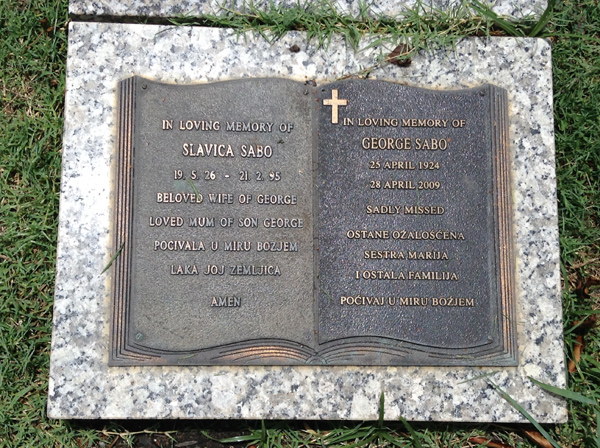 IN LOVING MEMORY OF
SLAVICA SABO
19. 5. 26 - 21. 2. 95
BELOVED WIFE OF GEORGE
LOVED MUM OF SON GEORGE
POCIVALA U MIRU BOZJEM
LAKA JOJ ZEMLJICA
AMEN
IN LOVING MEMORY OF
GEORGE SABO
25 APRIL 1924
28 APRIL 2009
SADLY MISSED
OSTANE OŽALOŠĆENA
SESTRA MARIJA
I OSTALA FAMILIJA
POĆIVAJ U MIRU BOŽJEM